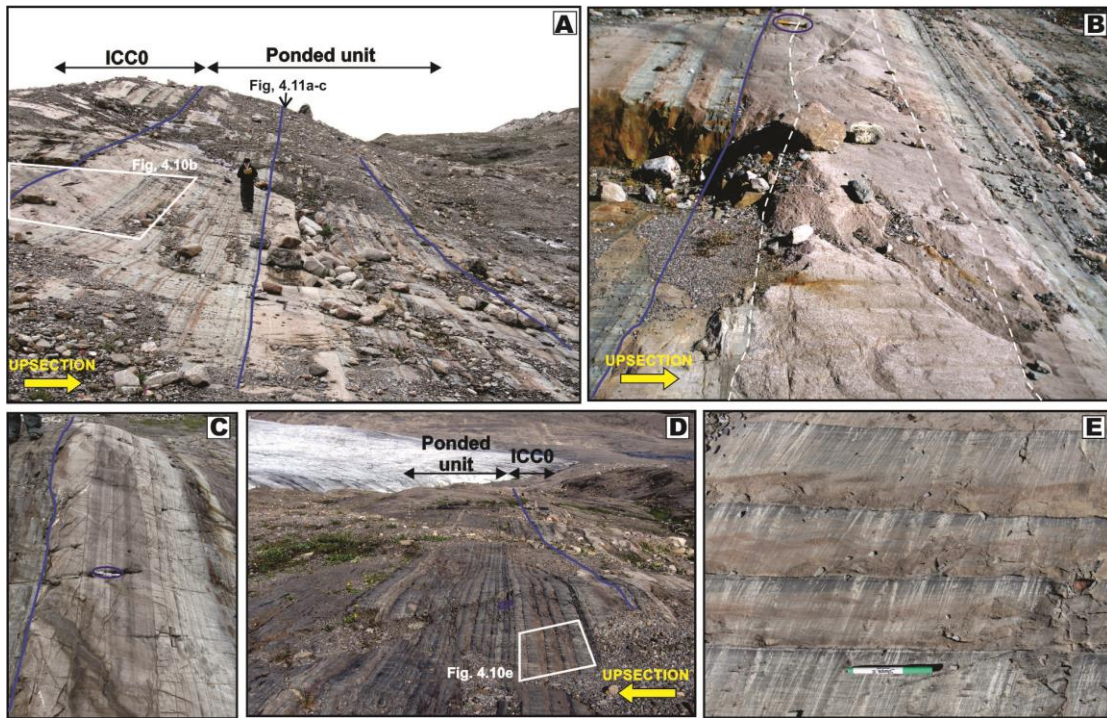 A
ICC0
Ponded unit
Fig, 4.11a-c
Fig, 4.10b
UPSECTION
B
UPSECTION
C
D
Ponded
unit
ICC0
Fig. 4.10e
UPSECTION
E